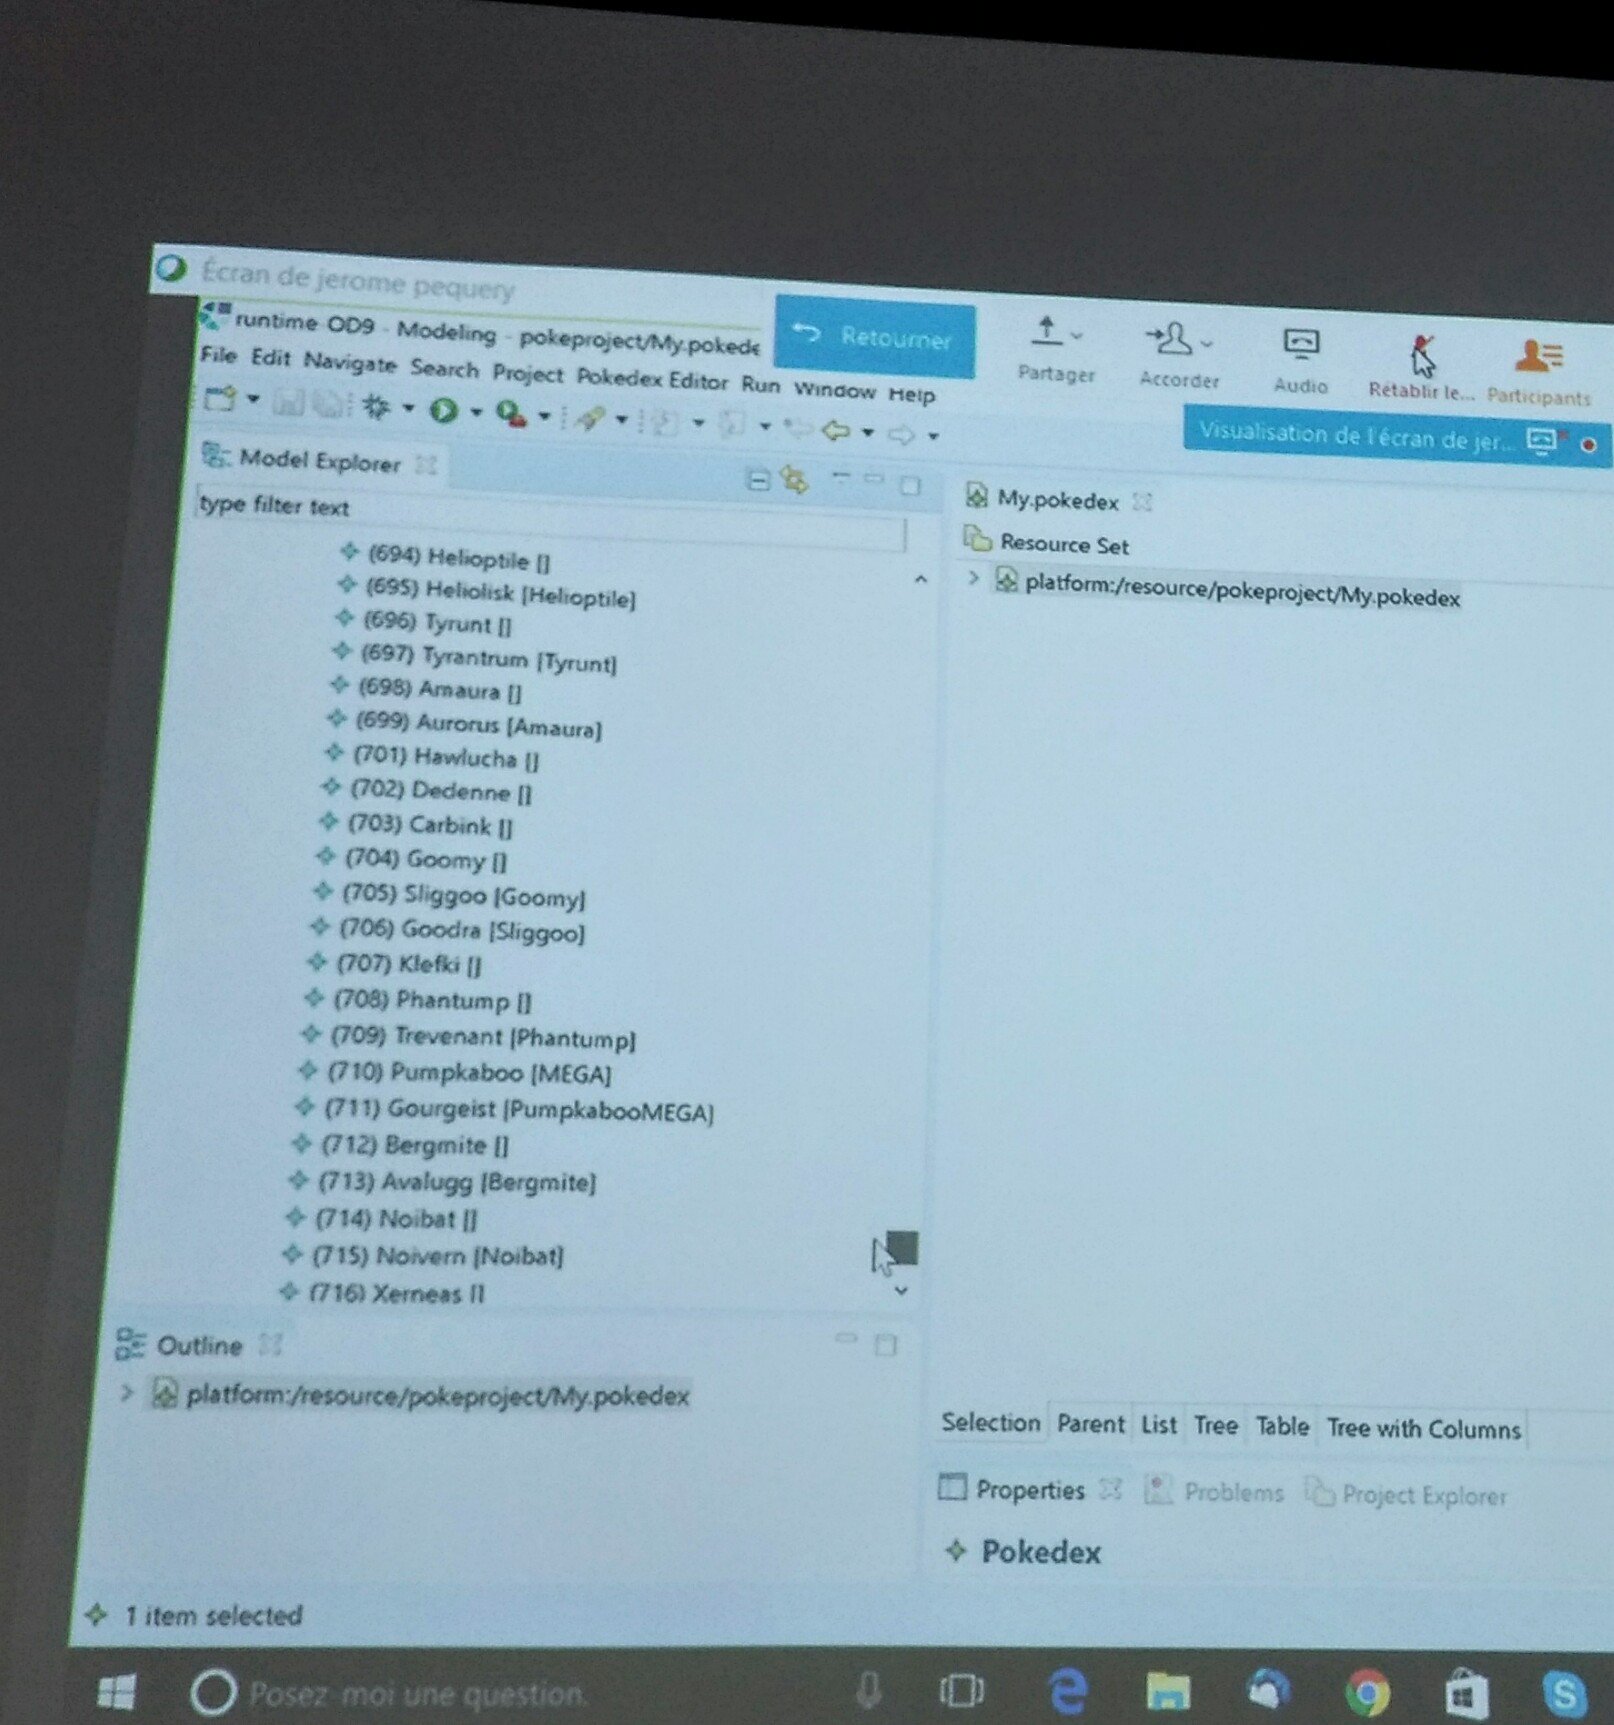 Écran de jerome pequery
runtime OD9 - Modeling - pokeproject/My.pokede
Retourner
Partager
Accorder
Audio
Rétablir le...
Participants
File Edit Navigate Search Project Pokedex Editor Run Window Help
Visualisation de l'écran de jer...
Model Explorer
type filter text
(694) Helioptile []
(695) Heliolisk [Helioptile]
(696) Tyrunt []
(697) Tyrantrum [Tyrunt]
(698) Amaura []
(699) Aurorus [Amaura]
(701) Hawlucha []
(702) Dedenne []
(703) Carbink []
(704) Goomy []
(705) Sliggoo [Goomy]
(706) Goodra [Sliggoo]
(707) Klefki []
(708) Phantump []
(709) Trevenant [Phantump]
(710) Pumpkaboo [MEGA]
(711) Gourgeist [PumpkabooMEGA]
(712) Bergmite []
(713) Avalugg [Bergmite]
(714) Noibat []
(715) Noivern [Noibat]
(716) Xerneas []
My.pokedex
Resource Set
platform:/resource/pokeproject/My.pokedex
Outline
platform:/resource/pokeproject/My.pokedex
Selection Parent List Tree Table Tree with Columns
Properties Problems Project Explorer
Pokedex
1 item selected
Posez-moi une question.